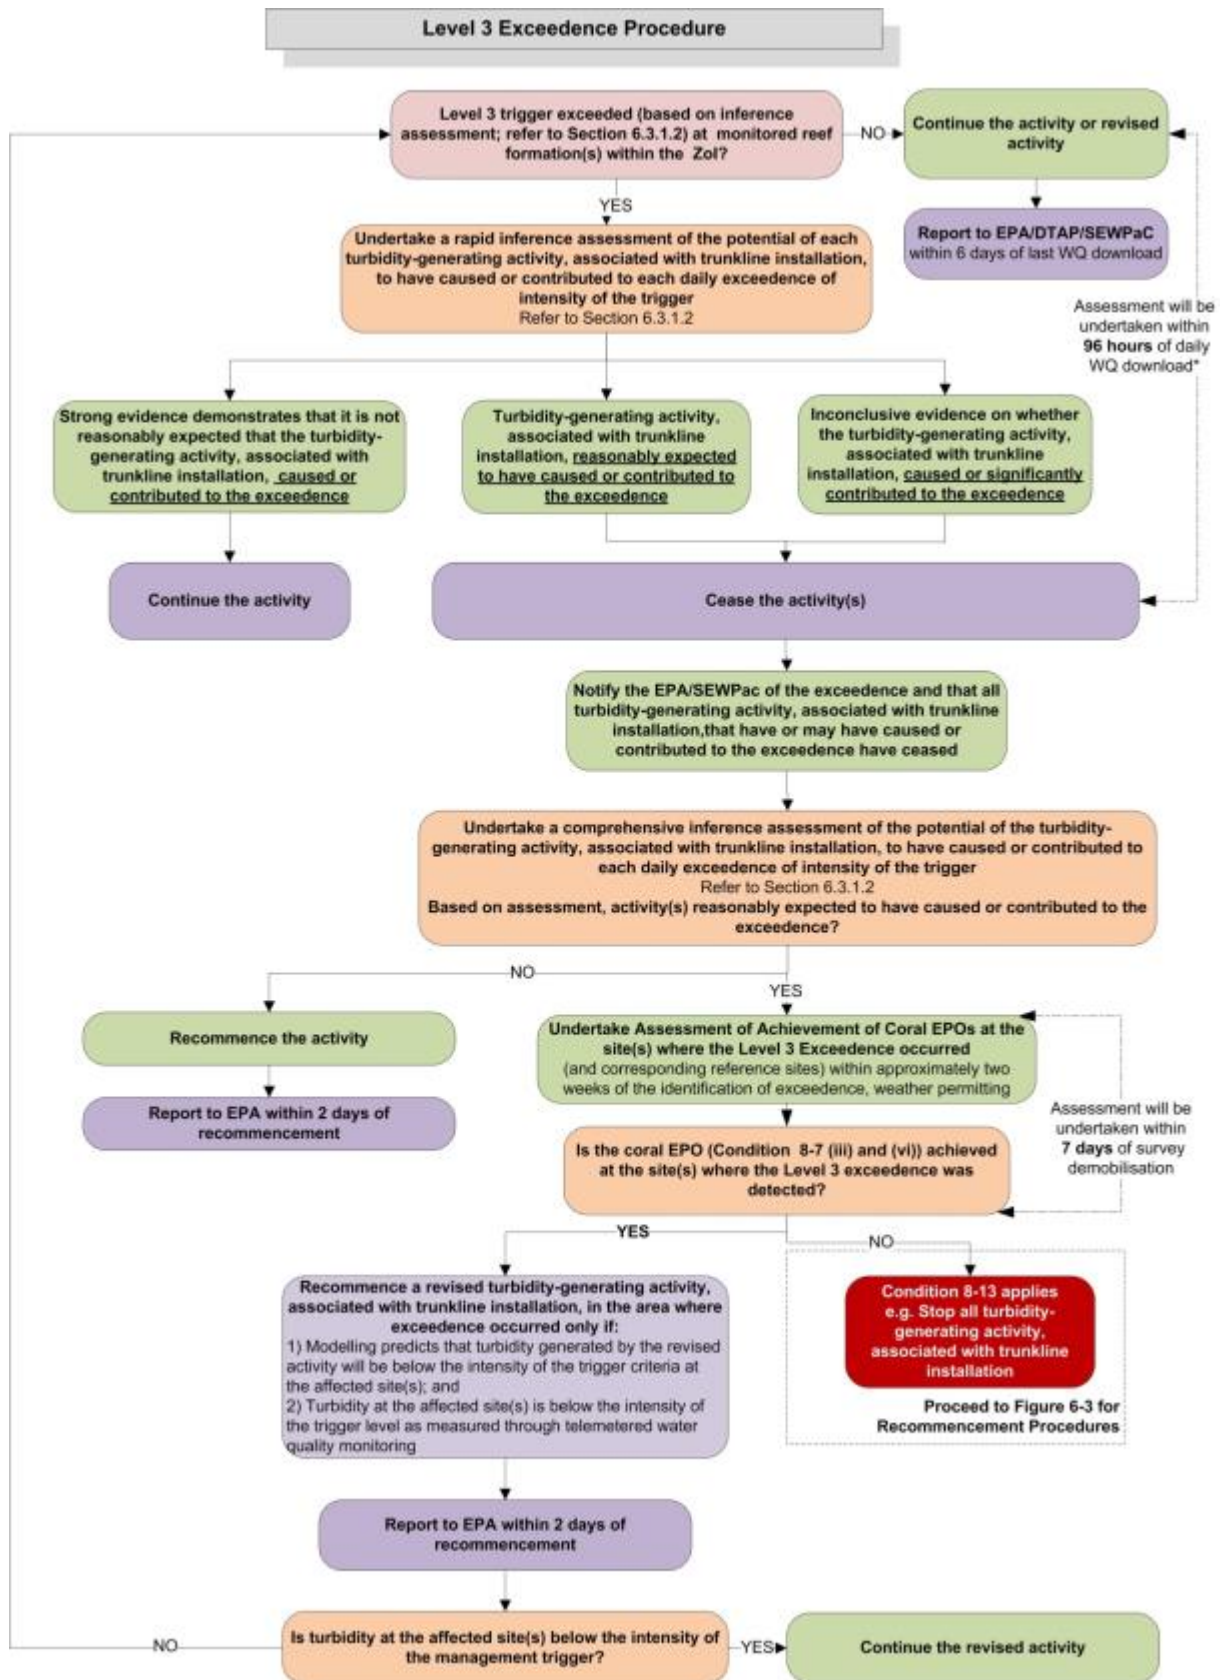 Level 3 Exceedence Procedure
Level 3 trigger exceeded (based on inference
assessment; refer to Section 6.3.1.2) at monitored reef
formation(s) within the ZoI?
NO
Continue the activity or revised
activity
YES
Report to EPA/DTAP/SEWPaC
within 6 days of last WQ download
Undertake a rapid inference assessment of the potential of each
turbidity-generating activity, associated with trunkline installation,
to have caused or contributed to each daily exceedence of
intensity of the trigger
Refer to Section 6.3.1.2
Assessment will be
undertaken within
96 hours of daily
WQ download*
Strong evidence demonstrates that it is not
reasonably expected that the turbidity-
generating activity, associated with
trunkline installation, caused or
contributed to the exceedence
Turbidity-generating activity,
associated with trunkline
installation, reasonably expected
to have caused or contributed to
the exceedence
Inconclusive evidence on whether
the turbidity-generating activity,
associated with trunkline
installation, caused or significantly
contributed to the exceedence
Continue the activity
Cease the activity(s)
Notify the EPA/SEWPac of the exceedence and that all
turbidity-generating activity, associated with trunkline
installation,that have or may have caused or
contributed to the exceedence have ceased
Undertake a comprehensive inference assessment of the potential of the turbidity-
generating activity, associated with trunkline installation, to have caused or contributed to
each daily exceedence of intensity of the trigger
Refer to Section 6.3.1.2
Based on assessment, activity(s) reasonably expected to have caused or contributed to the
exceedence?
NO
YES
Recommence the activity
Undertake Assessment of Achievement of Coral EPOs at the
site(s) where the Level 3 Exceedence occurred
(and corresponding reference sites) within approximately two
weeks of the identification of exceedence, weather permitting
Report to EPA within 2 days of
recommencement
Assessment will be
undertaken within
7 days of survey
demobilisation
Is the coral EPO (Condition 8-7 (iii) and (vi)) achieved
at the site(s) where the Level 3 exceedence was
detected?
YES
NO
Recommence a revised turbidity-generating activity,
associated with trunkline installation, in the area where
exceedence occurred only if:
1) Modelling predicts that turbidity generated by the revised
activity will be below the intensity of the trigger criteria at
the affected site(s); and
2) Turbidity at the affected site(s) is below the intensity of
the trigger level as measured through telemetered water
quality monitoring
Condition 8-13 applies
e.g. Stop all turbidity-
generating activity,
associated with trunkline
installation
Proceed to Figure 6-3 for
Recommencement Procedures
Report to EPA within 2 days of
recommencement
NO
Is turbidity at the affected site(s) below the intensity of
the management trigger?
YES
Continue the revised activity